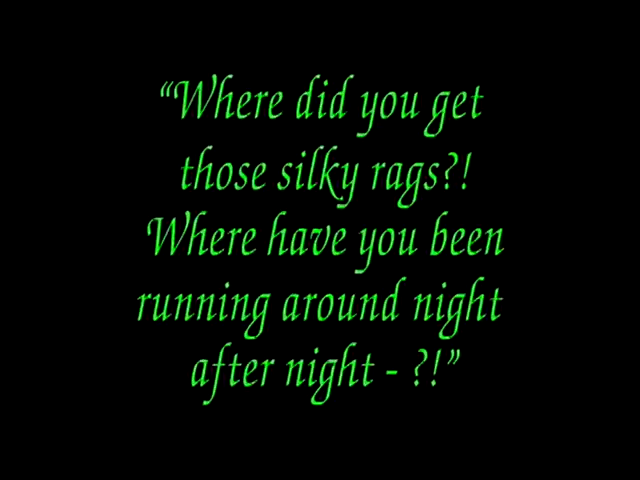 “Where did you get
those silky rags?!
Where have you been
running around night
after night - ?!”